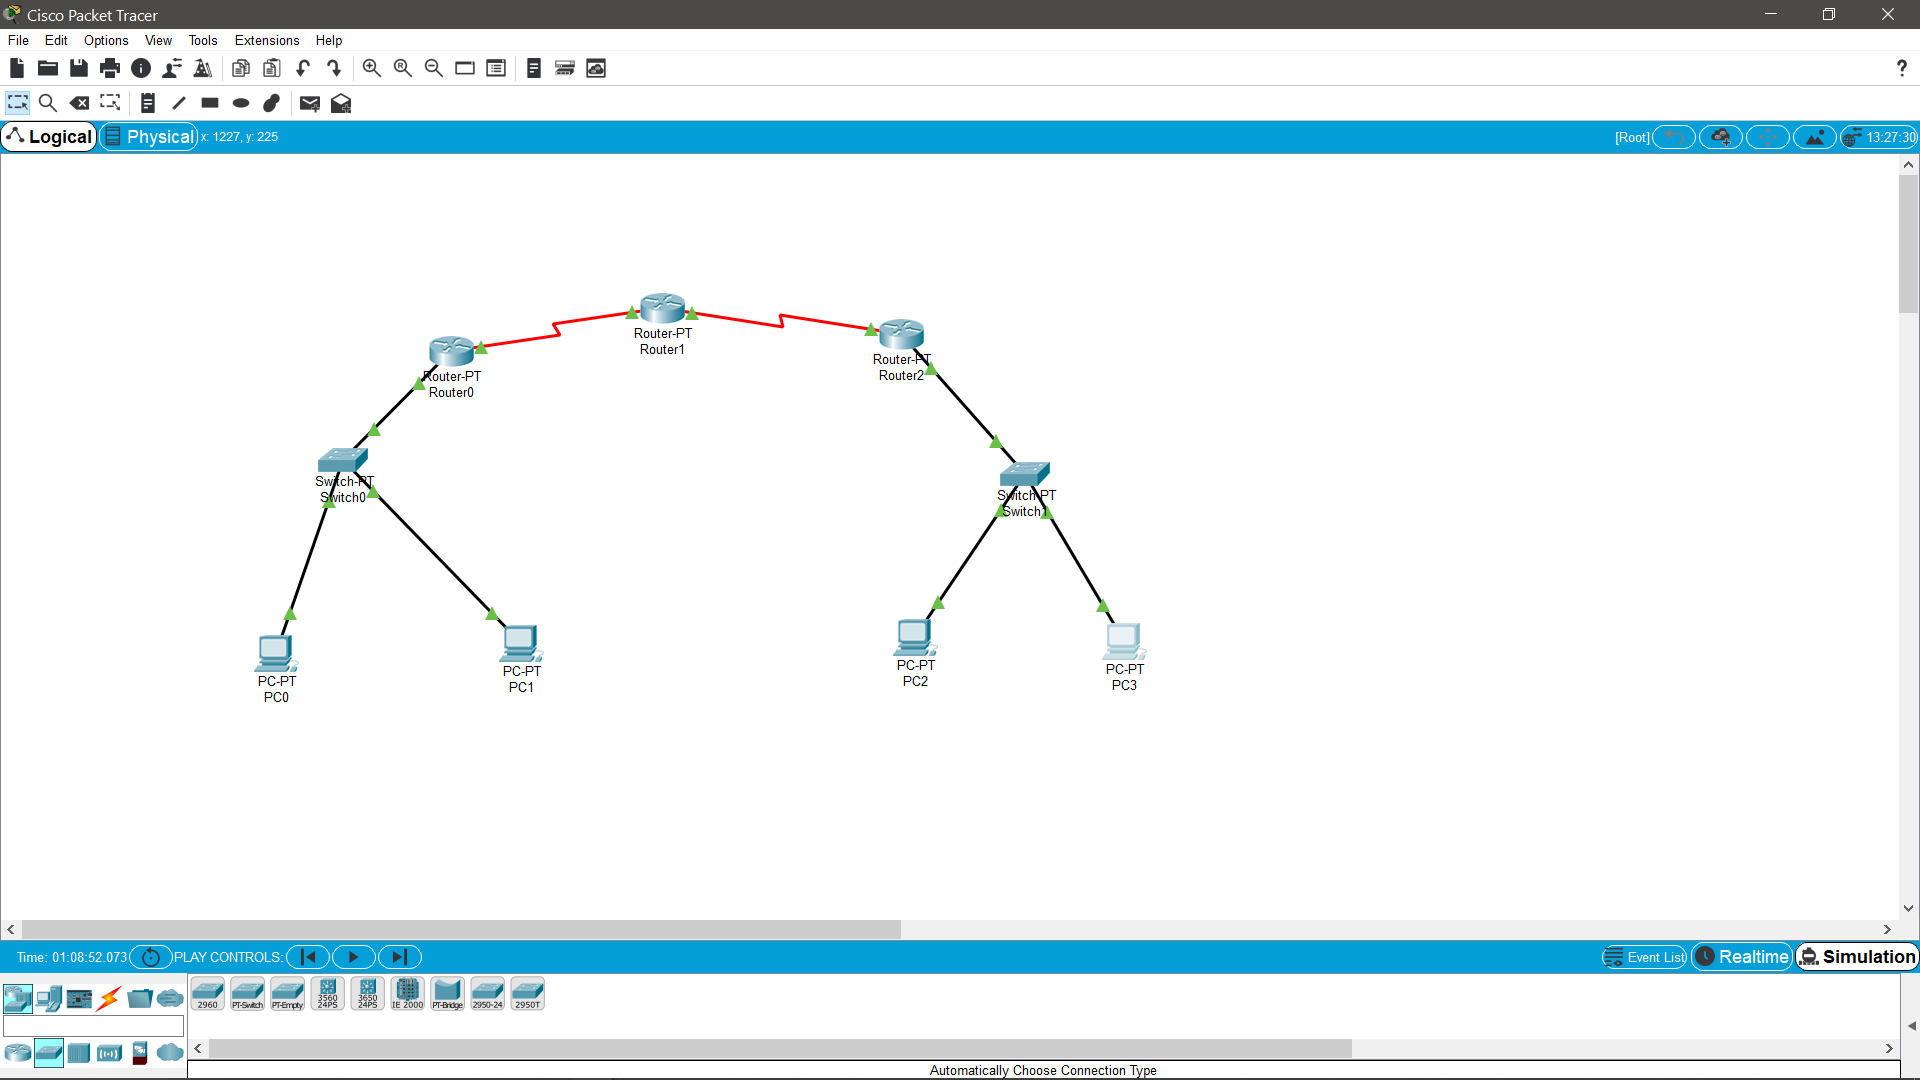 Cisco Packet Tracer
File Edit Options View Tools Extensions Help
?
Logical Physical x: 1227, y: 225 [Root] 13:27:30
Router-PT
Router1
Router-PT
Router2
Router-PT
Router0
Switch-PT
Switch0
Switch-PT
Switch1
PC-PT
PC0
PC-PT
PC1
PC-PT
PC2
PC-PT
PC3
Time: 01:08:52.073 PLAY CONTROLS: Event List Realtime Simulation
2960 PT-Switch PT-Empty 3560 24PS 3650 24PS IE 2000 PT-Bridge 2950-24 2950T
Automatically Choose Connection Type